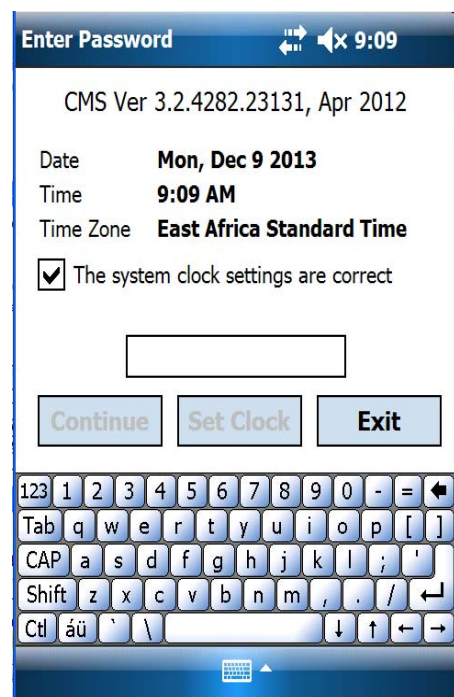 Enter Password 9:09
CMS Ver 3.2.4282.23131, Apr 2012
Date Mon, Dec 9 2013
Time 9:09 AM
Time Zone East Africa Standard Time
The system clock settings are correct
Continue Set Clock Exit
123 1 2 3 4 5 6 7 8 9 0 - =
Tab q w e r t y u i o p [ ]
CAP a s d f g h j k l ; '
Shift z x c v b n m , . /
Ctl áü ` \